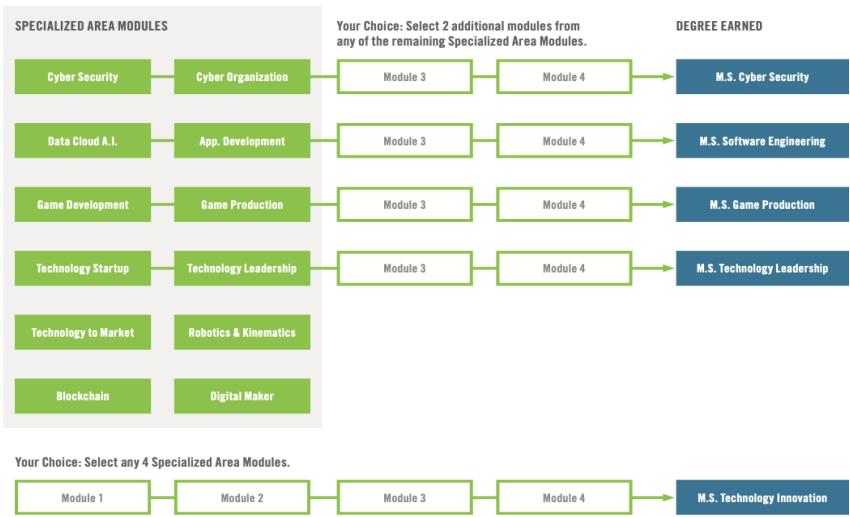 SPECIALIZED AREA MODULES
Your Choice: Select 2 additional modules from
any of the remaining Specialized Area Modules.
DEGREE EARNED
Cyber Security
Cyber Organization
Module 3
Module 4
M.S. Cyber Security
Data Cloud A.I.
App. Development
Module 3
Module 4
M.S. Software Engineering
Game Development
Game Production
Module 3
Module 4
M.S. Game Production
Technology Startup
Technology Leadership
Module 3
Module 4
M.S. Technology Leadership
Technology to Market
Robotics & Kinematics
Blockchain
Digital Maker
Your Choice: Select any 4 Specialized Area Modules.
Module 1
Module 2
Module 3
Module 4
M.S. Technology Innovation